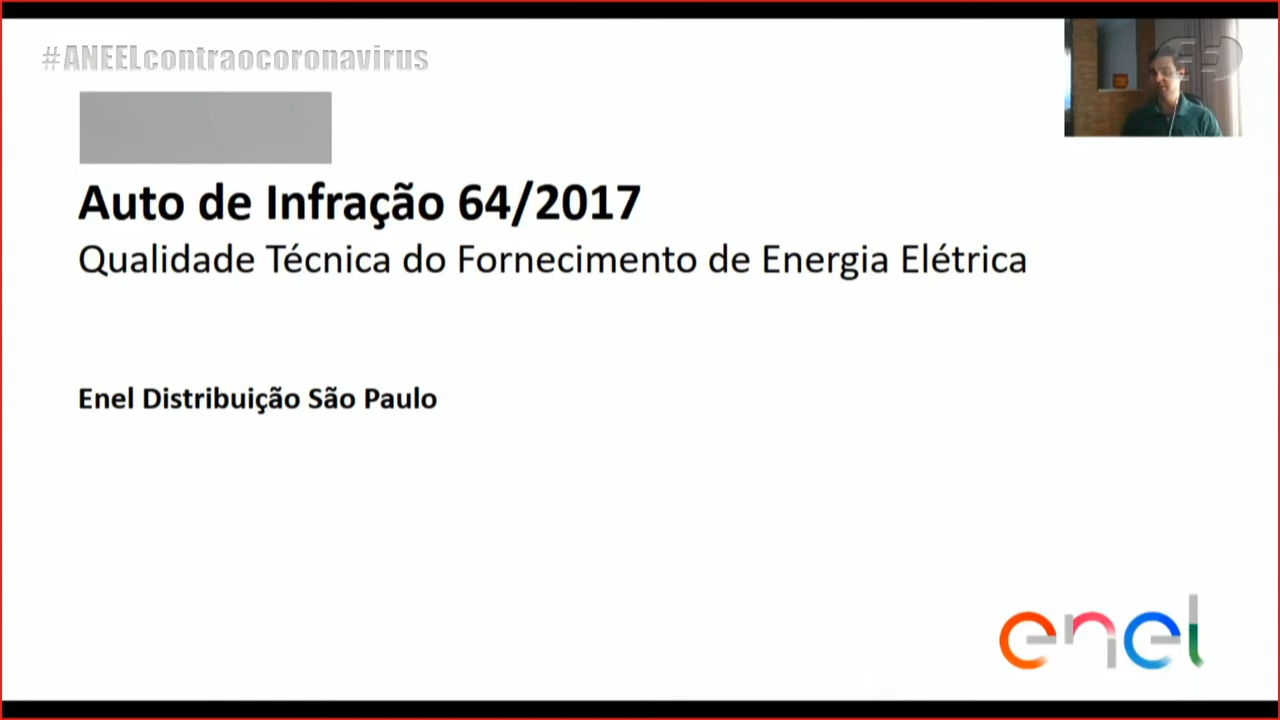 #ANEELcontraocoronavirus
Auto de Infração 64/2017
Qualidade Técnica do Fornecimento de Energia Elétrica
Enel Distribuição São Paulo
enel